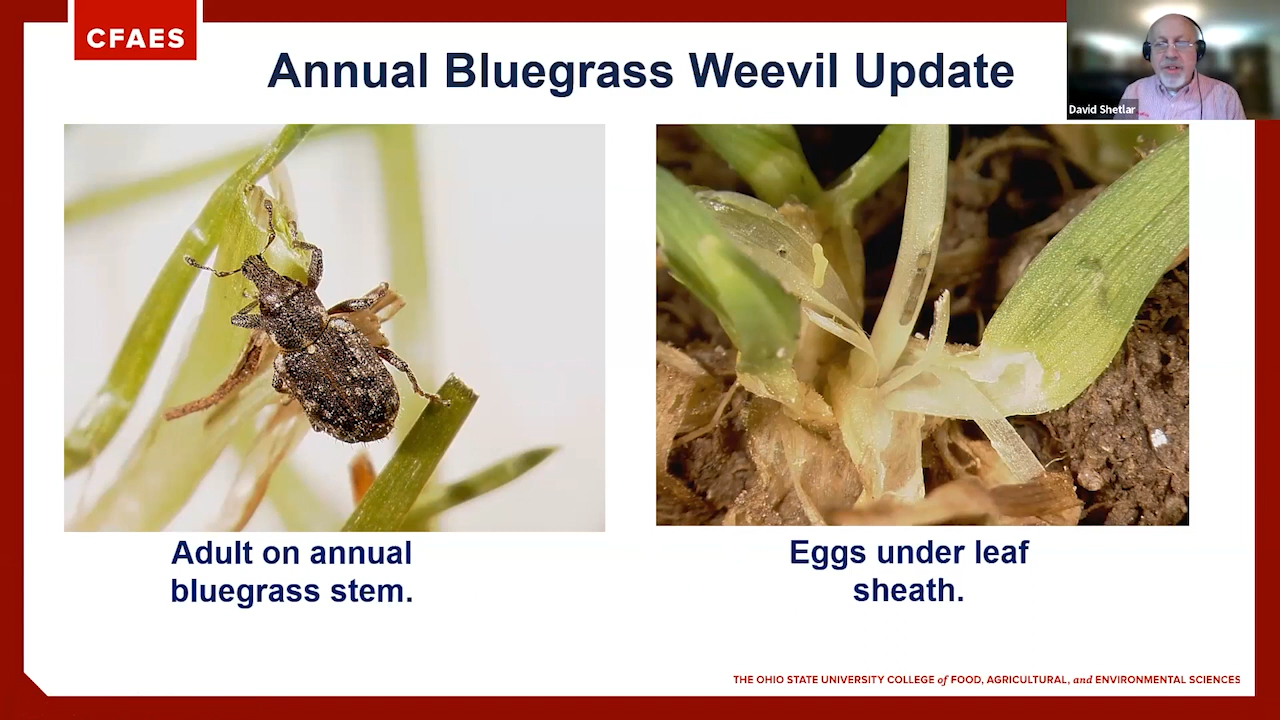 CFAES
Annual Bluegrass Weevil Update
David Shetlar
Adult on annual
bluegrass stem.
Eggs under leaf
sheath.
THE OHIO STATE UNIVERSITY COLLEGE of FOOD, AGRICULTURAL, and ENVIRONMENTAL SCIENCES